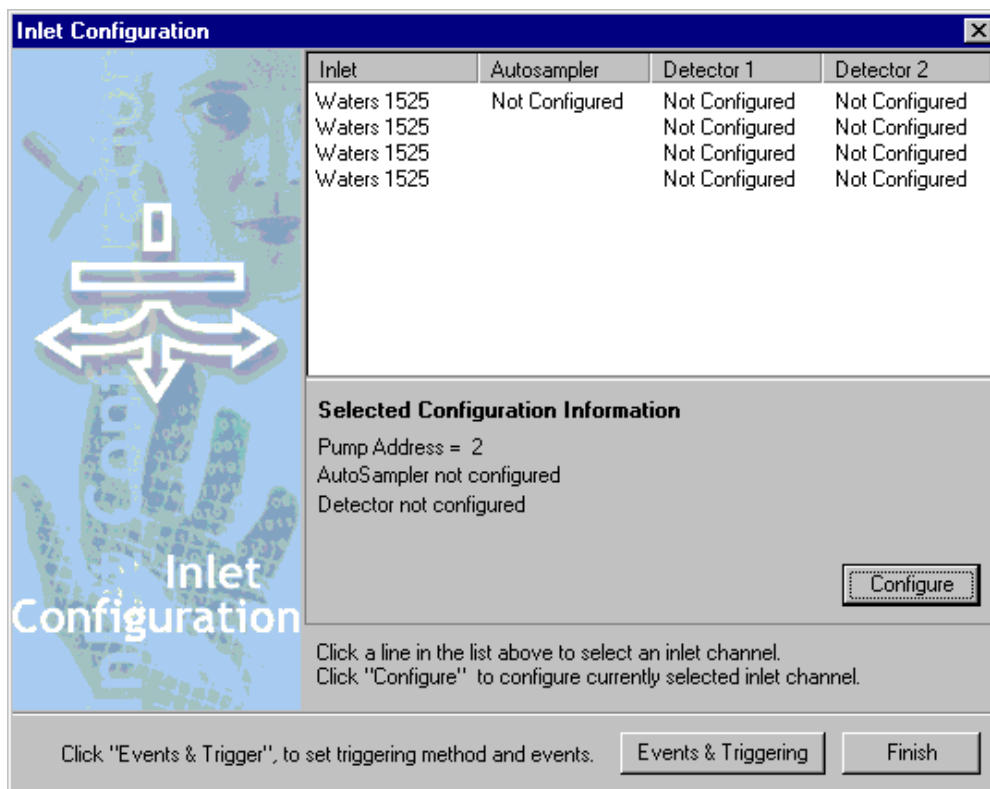 Inlet Configuration
Inlet Autosampler Detector 1 Detector 2
Waters 1525 Not Configured Not Configured Not Configured
Waters 1525 Not Configured Not Configured
Waters 1525 Not Configured Not Configured
Waters 1525 Not Configured Not Configured
Selected Configuration Information
Pump Address = 2
AutoSampler not configured
Detector not configured
Inlet
Configuration
Configure
Click a line in the list above to select an inlet channel.
Click "Configure" to configure currently selected inlet channel.
Click "Events & Trigger", to set triggering method and events.
Events & Triggering
Finish